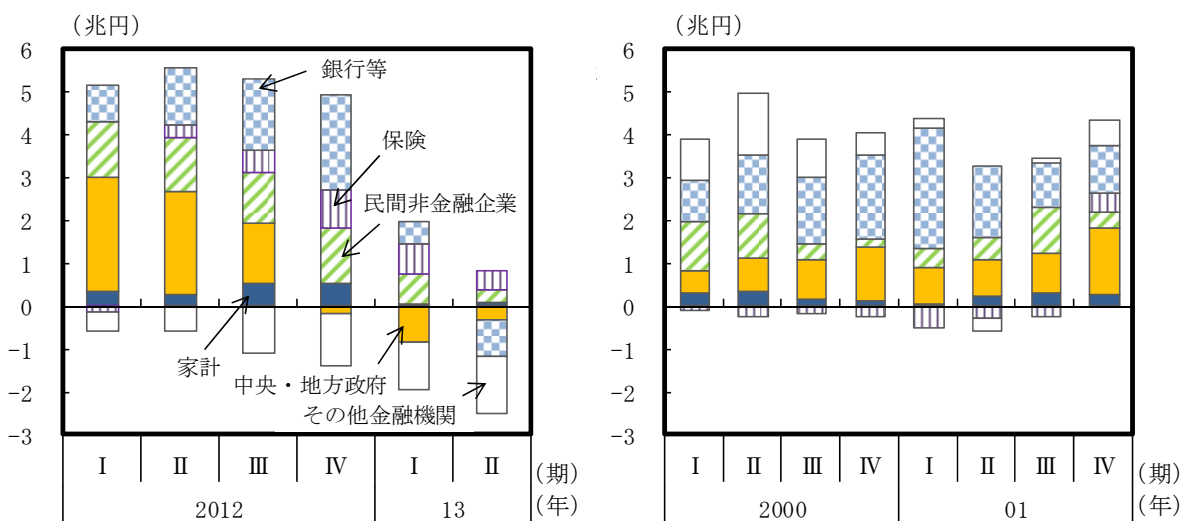 （兆円）
6
5
4
3
2
1
0
-1
-2
-3
銀行等
保険
民間非金融企業
家計
中央・地方政府
その他金融機関
Ⅰ Ⅱ Ⅲ Ⅳ Ⅰ Ⅱ （期）
2012 13 （年）
（兆円）
6
5
4
3
2
1
0
-1
-2
-3
Ⅰ Ⅱ Ⅲ Ⅳ Ⅰ Ⅱ Ⅲ Ⅳ （期）
2000 01 （年）